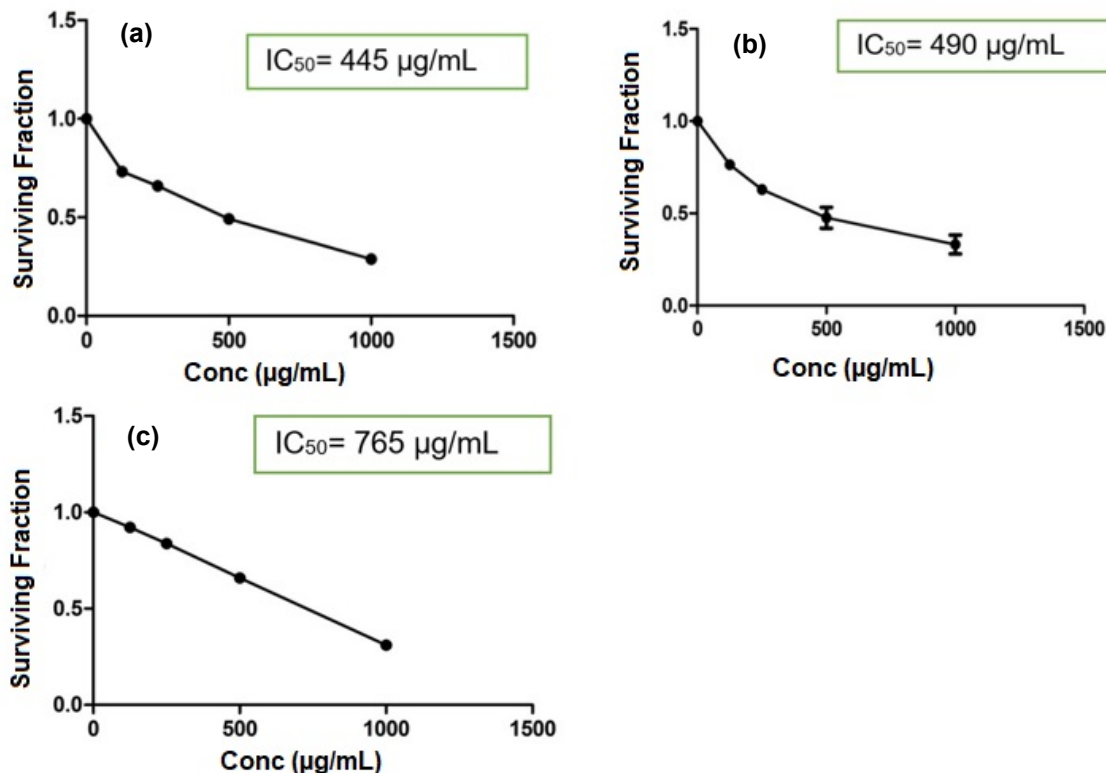 (a)
IC₅₀= 445 µg/mL
Surviving Fraction
1.5
1.0
0.5
0.0
0 500 1000 1500
Conc (µg/mL)
(b)
IC₅₀= 490 µg/mL
Surviving Fraction
1.5
1.0
0.5
0.0
0 500 1000 1500
Conc (µg/mL)
(c)
IC₅₀= 765 µg/mL
Surviving Fraction
1.5
1.0
0.5
0.0
0 500 1000 1500
Conc (µg/mL)